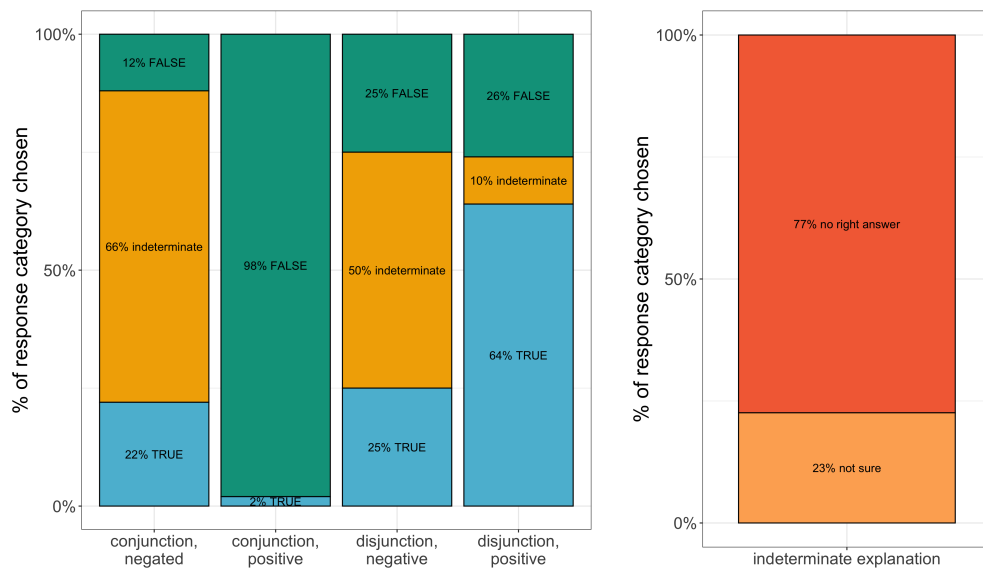 % of response category chosen
100%
50%
0%
12% FALSE
66% indeterminate
22% TRUE
98% FALSE
2% TRUE
25% FALSE
50% indeterminate
25% TRUE
26% FALSE
10% indeterminate
64% TRUE
conjunction,
negated
conjunction,
positive
disjunction,
negative
disjunction,
positive
% of response category chosen
100%
50%
0%
77% no right answer
23% not sure
indeterminate explanation